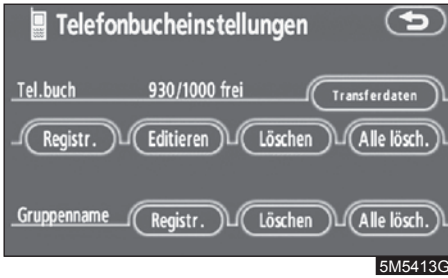 Telefonbucheinstellungen
Tel.buch 930/1000 frei Transferdaten
Registr. Editieren Löschen Alle lösch.
Gruppenname Registr. Löschen Alle lösch.
5M5413G